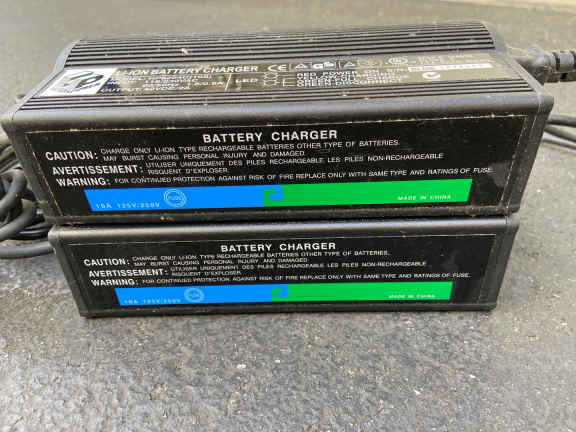 LI-ION BATTERY CHARGER
LED
RED POWER
BATTERY CHARGER
CAUTION: CHARGE ONLY LI-ION TYPE RECHARGEABLE BATTERIES OTHER TYPE OF BATTERIES
MAY BURST CAUSING PERSONAL INJURY AND DAMAGED.
AVERTISSEMENT: UTILISER UNIQUEMENT DES PILES RECHARGEABLE, LES PILES NON-RECHARGEABLE
RISQUENT D'EXPLOSER.
WARNING: FOR CONTINUED PROTECTION AGAINST RISK OF FIRE REPLACE ONLY WITH SAME TYPE AND RATINGS OF FUSE.
10A 125V/250V FUSE MADE IN CHINA
BATTERY CHARGER
CAUTION: CHARGE ONLY LI-ION TYPE RECHARGEABLE BATTERIES OTHER TYPE OF BATTERIES,
MAY BURST CAUSING PERSONAL INJURY AND DAMAGED
AVERTISSEMENT: UTILISER UNIQUEMENT DES PILES RECHARGEABLE, LES PILES NON-RECHARGEABLE
RISQUENT D'EXPLOSER.
WARNING: FOR CONTINUED PROTECTION AGAINST RISK OF FIRE REPLACE ONLY WITH SAME TYPE AND RATINGS OF FUSE.
10A 125V/250V FUSE MADE IN CHINA